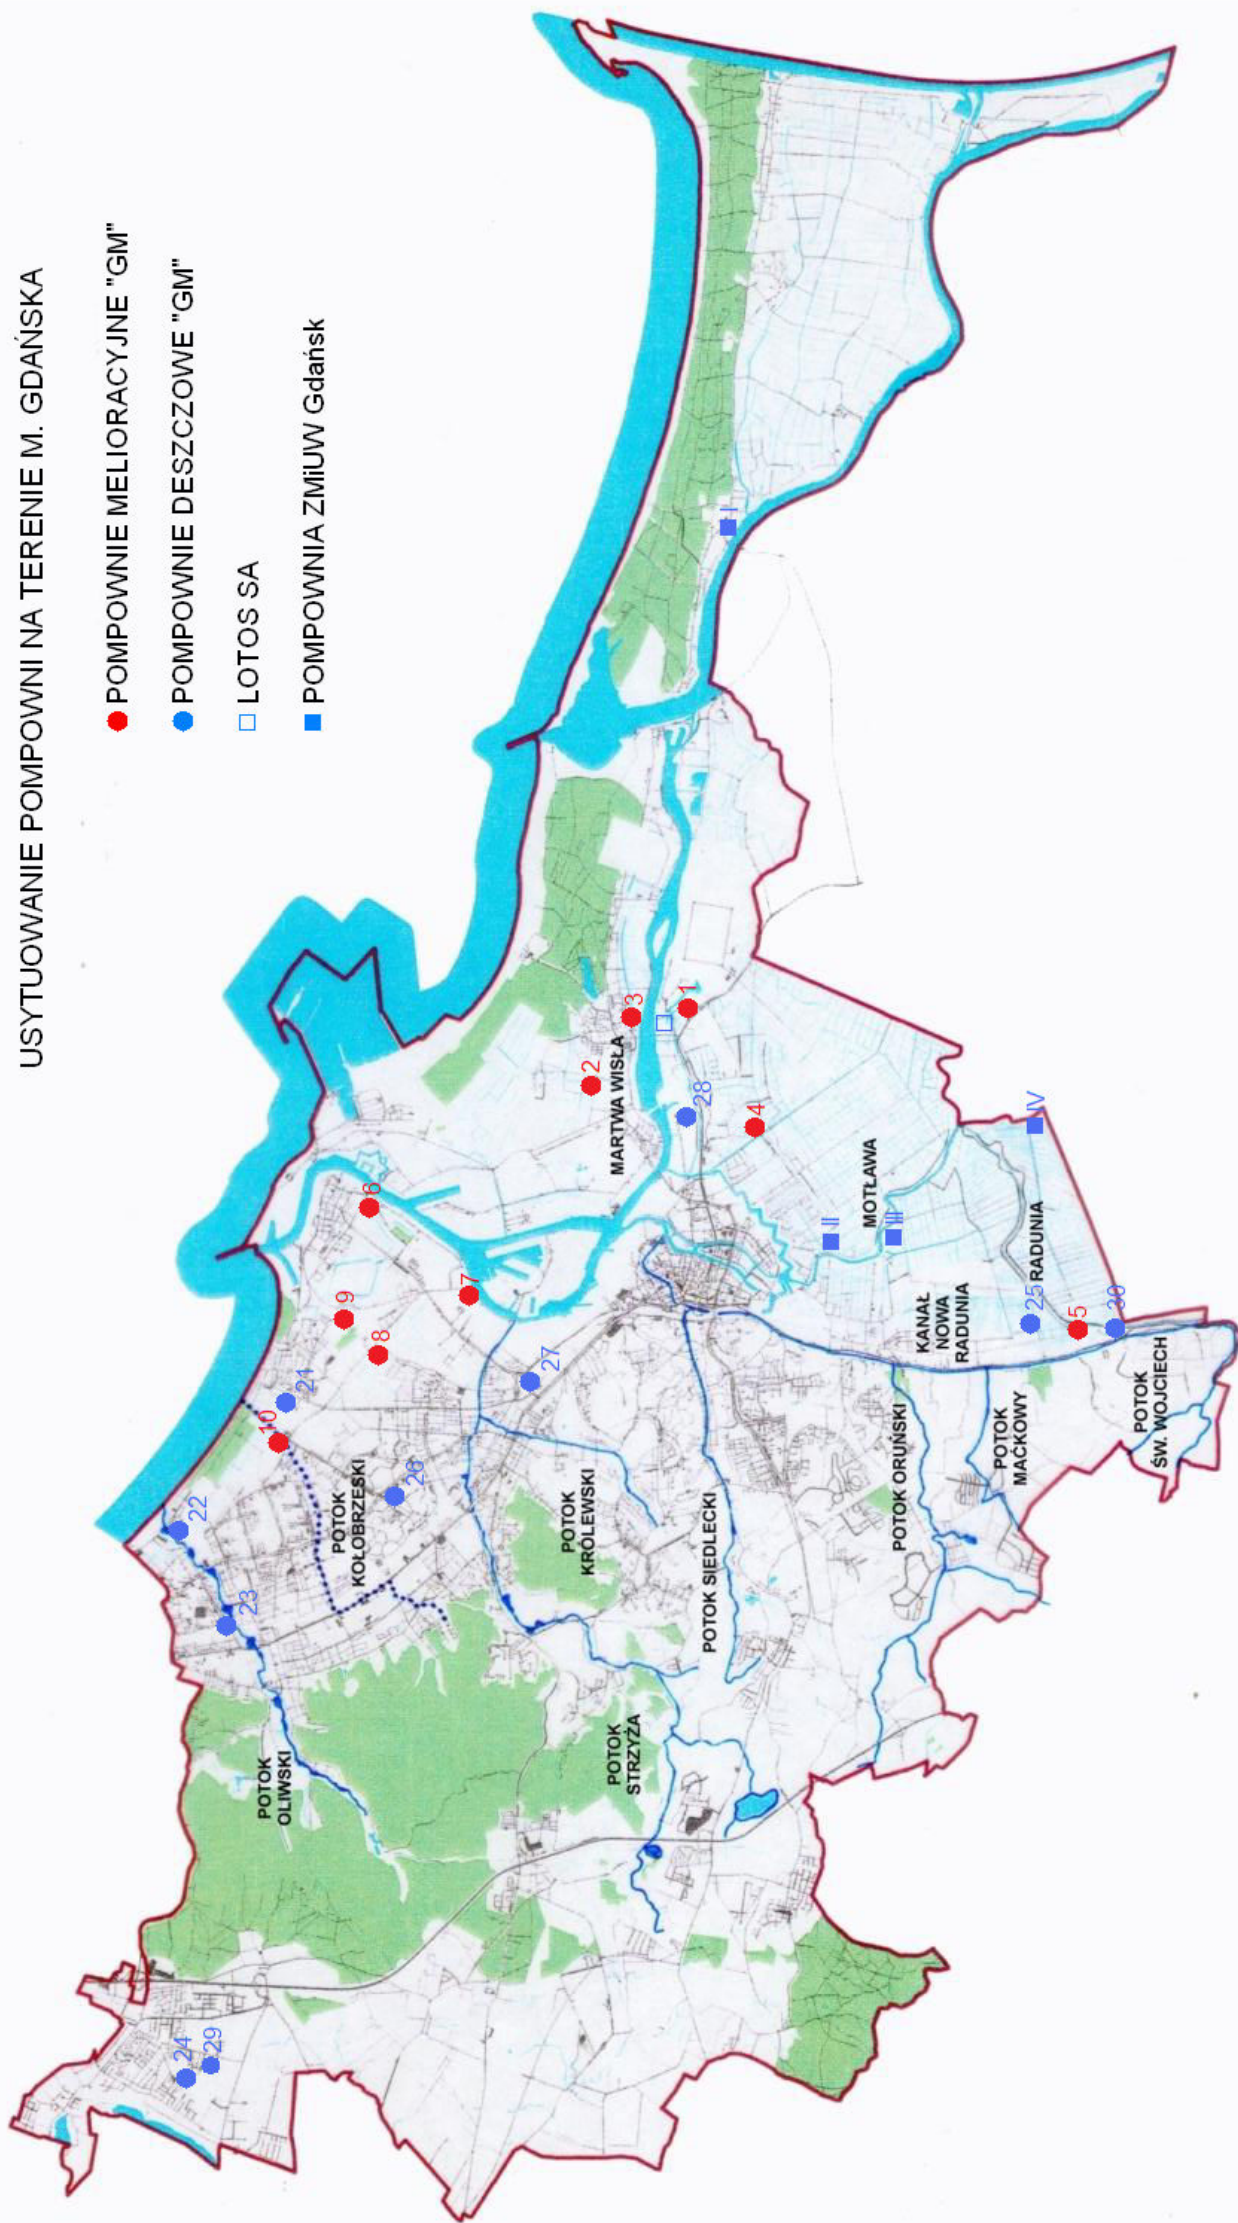 USYTUOWANIE POMPOWNI NA TERENIE M. GDAŃSKA
POMPOWNIE MELIORACYJNE "GM"
POMPOWNIE DESZCZOWE "GM"
LOTOS SA
POMPOWNIA ZMiUW Gdańsk
24
29
23
22
POTOK
OLIWSKI
10
21
POTOK
KOŁOBRZESKI
26
8
9
6
7
27
POTOK
KRÓLEWSKI
POTOK
STRZYŻA
POTOK SIEDLECKI
MARTWA WISŁA
2
3
1
28
4
I
II
MOTŁAWA
III
IV
POTOK ORUŃSKI
KANAŁ
NOWA
RADUNIA
RADUNIA
25
5
30
POTOK
MAĆKOWY
POTOK
ŚW. WOJCIECH